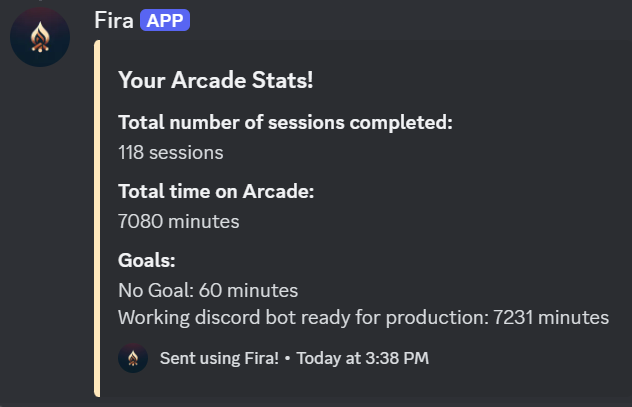 Fira APP
Your Arcade Stats!
Total number of sessions completed:
118 sessions
Total time on Arcade:
7080 minutes
Goals:
No Goal: 60 minutes
Working discord bot ready for production: 7231 minutes
Sent using Fira! • Today at 3:38 PM